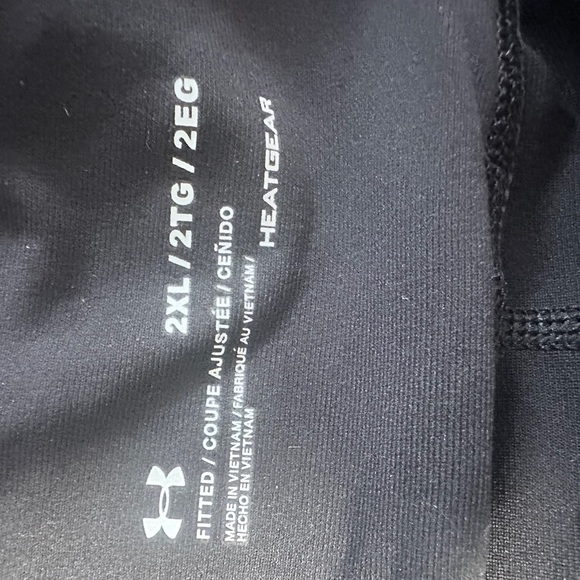 2XL / 2TG / 2EG
FITTED / COUPE AJUSTÉE / CEÑIDO
MADE IN VIETNAM / FABRIQUÉ AU VIETNAM /
HECHO EN VIETNAM
HEATGEAR